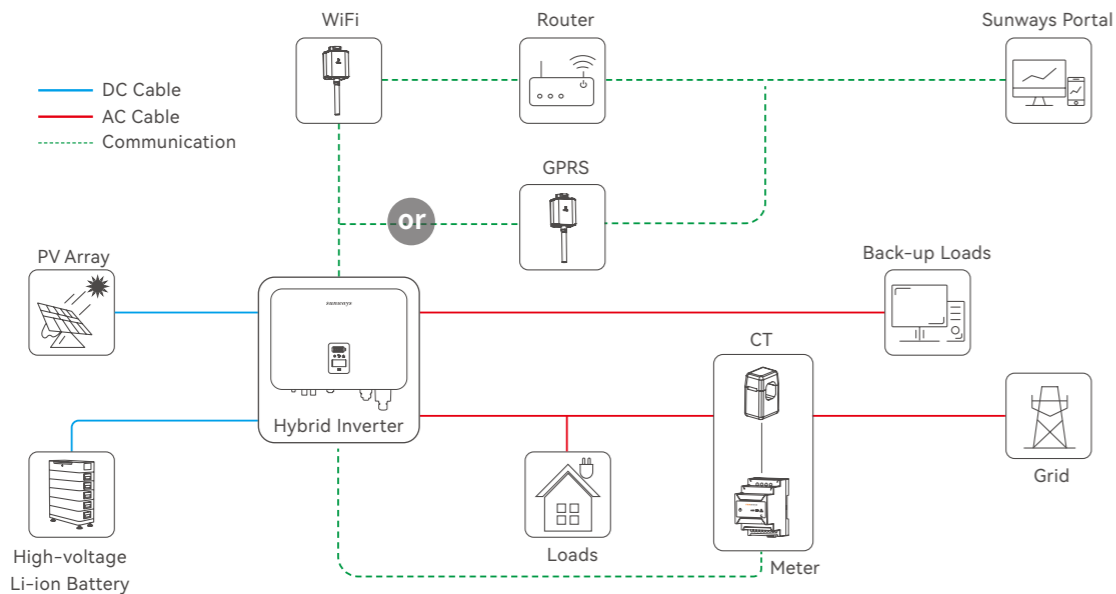 WiFi
Router
Sunways Portal
DC Cable
AC Cable
Communication
GPRS
or
PV Array
Back-up Loads
sunways
CT
Hybrid Inverter
Grid
High-voltage
Li-ion Battery
Loads
Meter